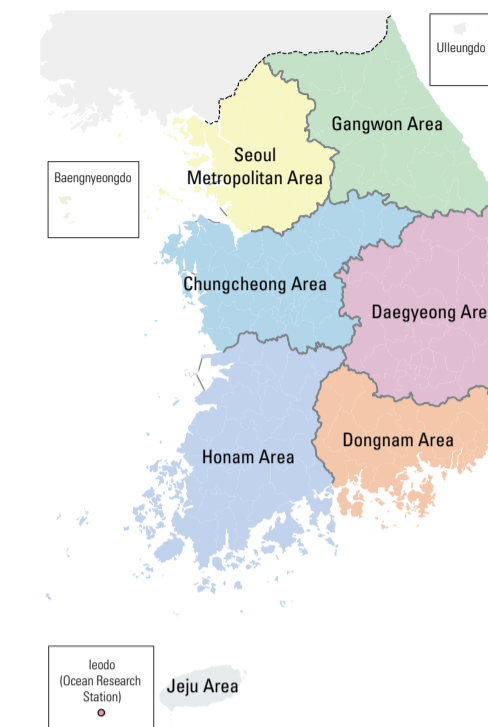 Ulleungdo
Gangwon Area
Seoul
Metropolitan Area
Baengnyeongdo
Chungcheong Area
Daegyeong Are
Dongnam Area
Honam Area
Ieodo
(Ocean Research
Station)
Jeju Area